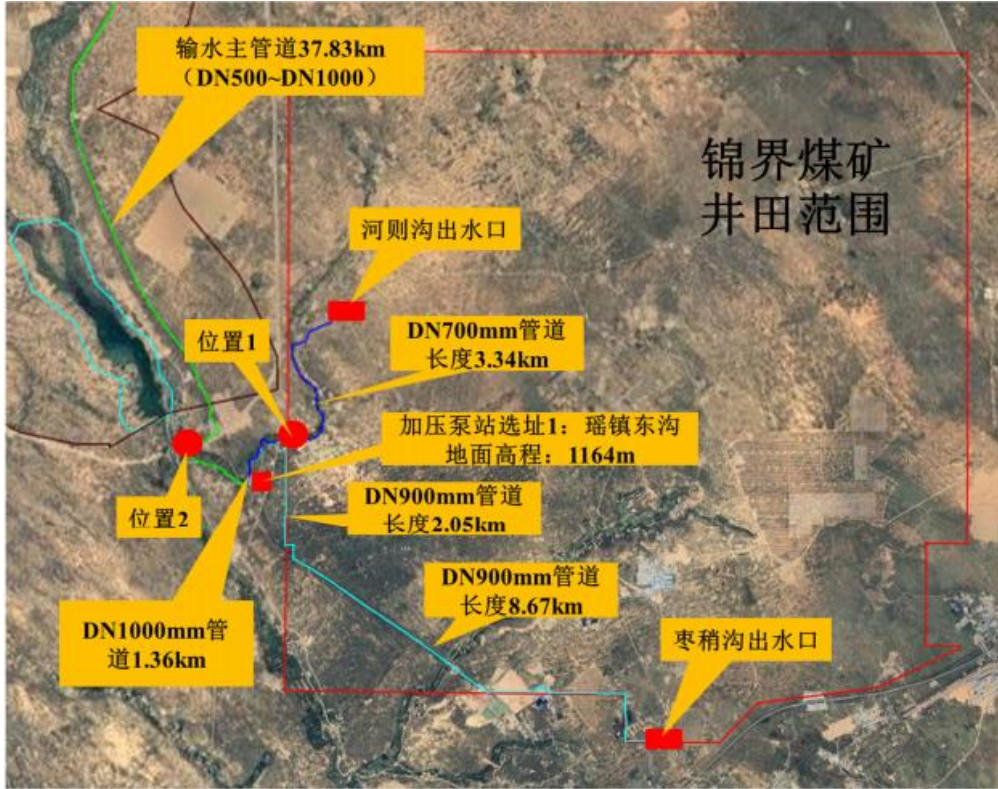 输水主管道37.83km
（DN500~DN1000）
锦界煤矿
井田范围
河则沟出水口
位置1
DN700mm管道
长度3.34km
加压泵站选址1：瑶镇东沟
地面高程：1164m
DN900mm管道
长度2.05km
位置2
DN900mm管道
长度8.67km
DN1000mm管
道1.36km
枣稍沟出水口